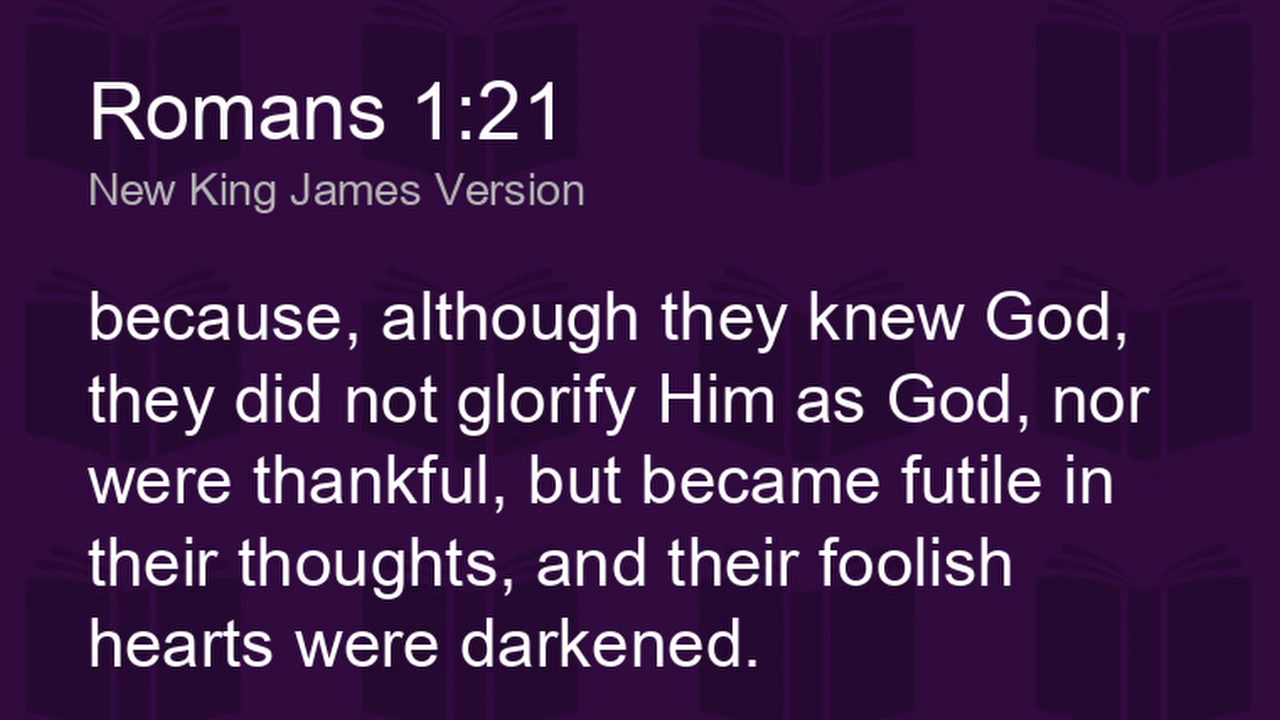 Romans 1:21
New King James Version
because, although they knew God,
they did not glorify Him as God, nor
were thankful, but became futile in
their thoughts, and their foolish
hearts were darkened.